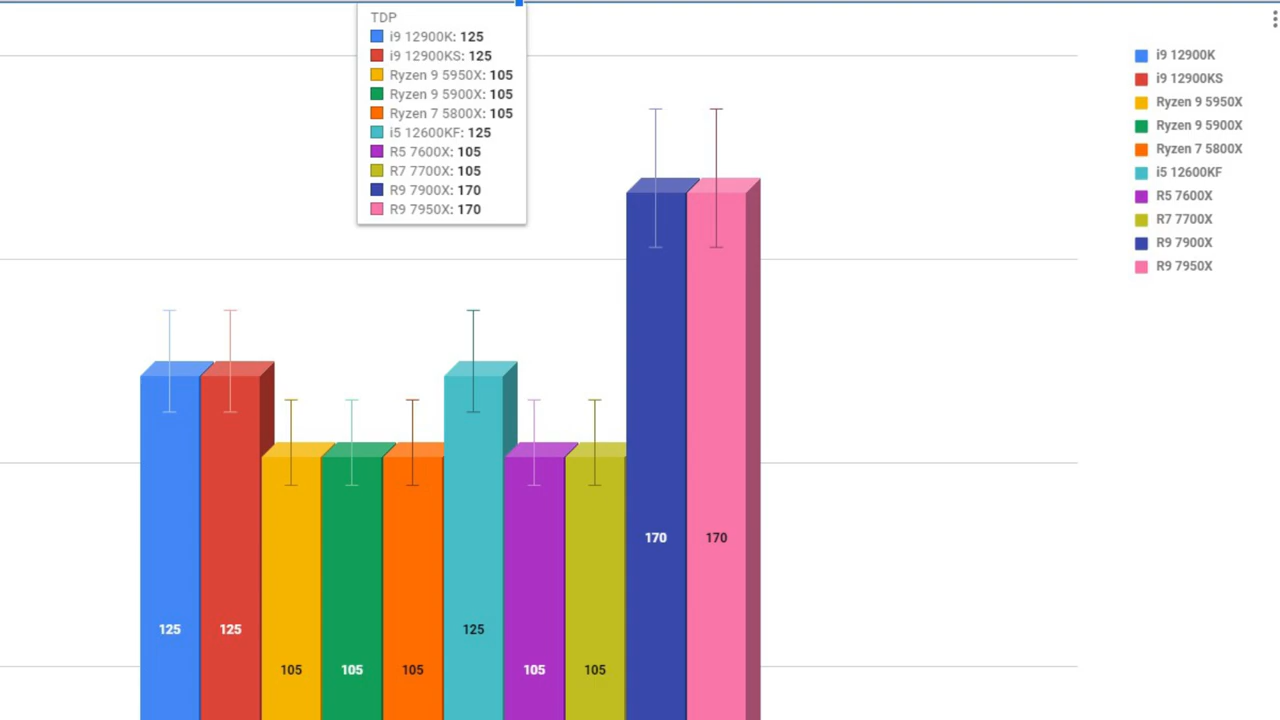 TDP
i9 12900K: 125
i9 12900KS: 125
Ryzen 9 5950X: 105
Ryzen 9 5900X: 105
Ryzen 7 5800X: 105
i5 12600KF: 125
R5 7600X: 105
R7 7700X: 105
R9 7900X: 170
R9 7950X: 170
i9 12900K
i9 12900KS
Ryzen 9 5950X
Ryzen 9 5900X
Ryzen 7 5800X
i5 12600KF
R5 7600X
R7 7700X
R9 7900X
R9 7950X
170 170
125 125 125
105 105 105 105 105